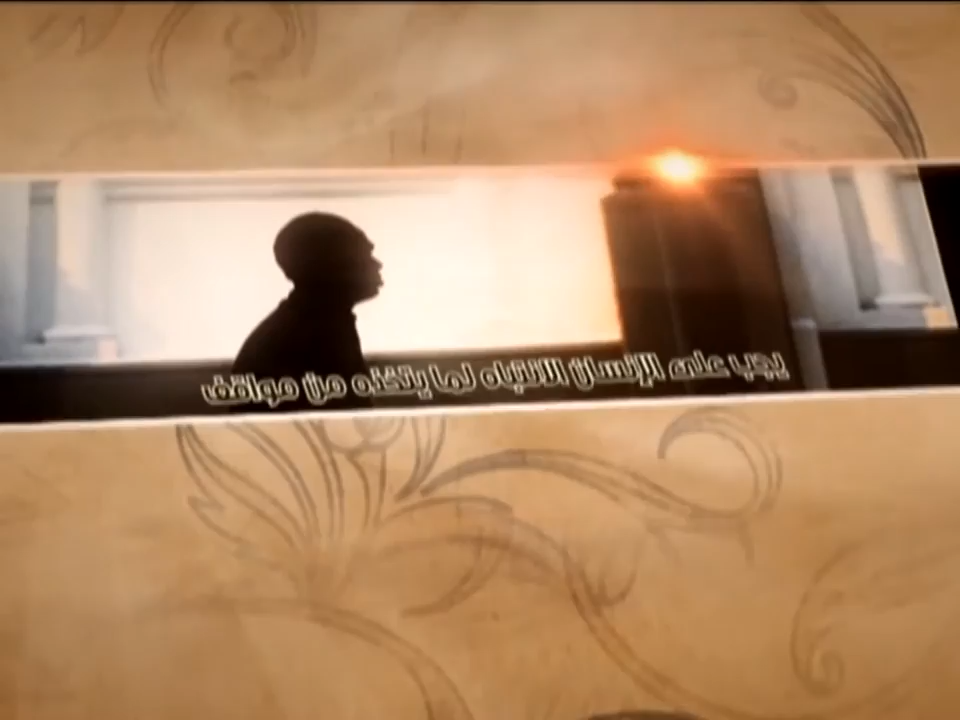 يجب على الإنسان الانتباه لما يتخذه من مواقف